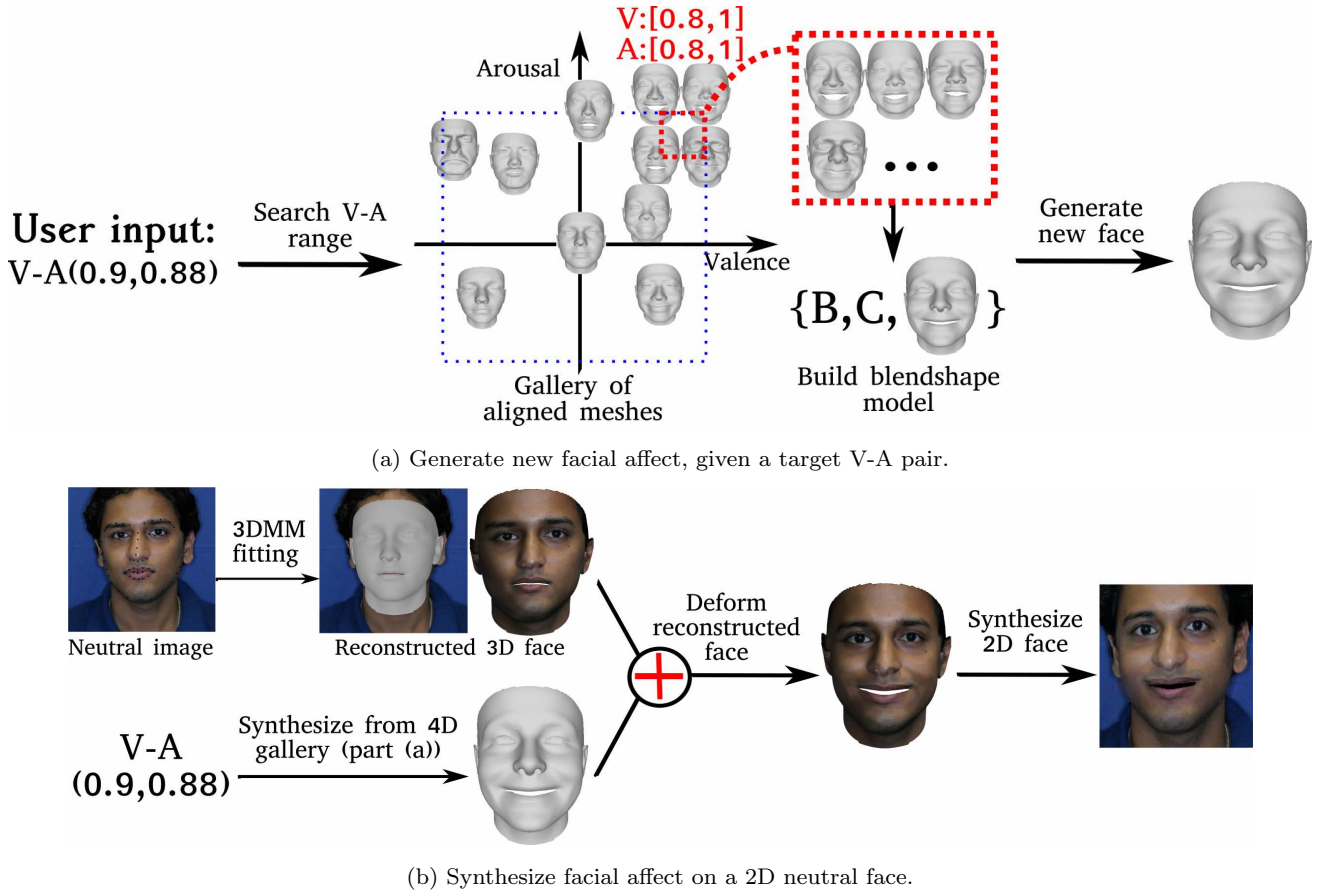 V:[0.8,1]
A:[0.8,1]
Arousal
User input:
V-A(0.9,0.88)
Search V-A
range
Valence
Gallery of
aligned meshes
...
{B,C, }
Build blendshape
model
Generate
new face
(a) Generate new facial affect, given a target V-A pair.
Neutral image
3DMM
fitting
Reconstructed 3D face
V-A
(0.9,0.88)
Synthesize from 4D
gallery (part (a))
Deform
reconstructed
face
Synthesize
2D face
(b) Synthesize facial affect on a 2D neutral face.